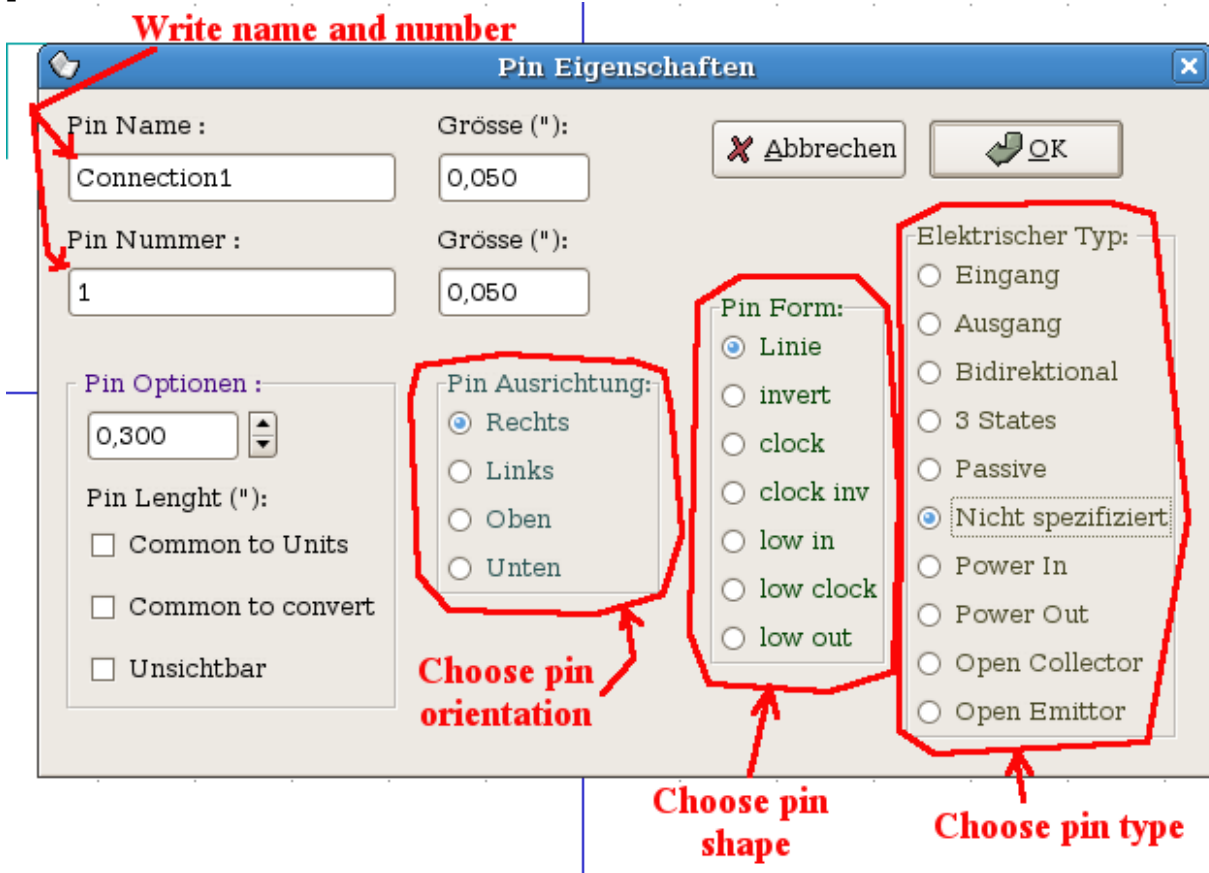 Write name and number
Pin Eigenschaften
Pin Name :
Grösse ("):
Abbrechen
OK
Connection1
0,050
Pin Nummer :
Grösse ("):
1
0,050
Pin Optionen :
0,300
Pin Lenght ("):
Common to Units
Common to convert
Unsichtbar
Pin Ausrichtung:
Rechts
Links
Oben
Unten
Choose pin
orientation
Pin Form:
Linie
invert
clock
clock inv
low in
low clock
low out
Choose pin
shape
Elektrischer Typ:
Eingang
Ausgang
Bidirektional
3 States
Passive
Nicht spezifiziert
Power In
Power Out
Open Collector
Open Emittor
Choose pin type